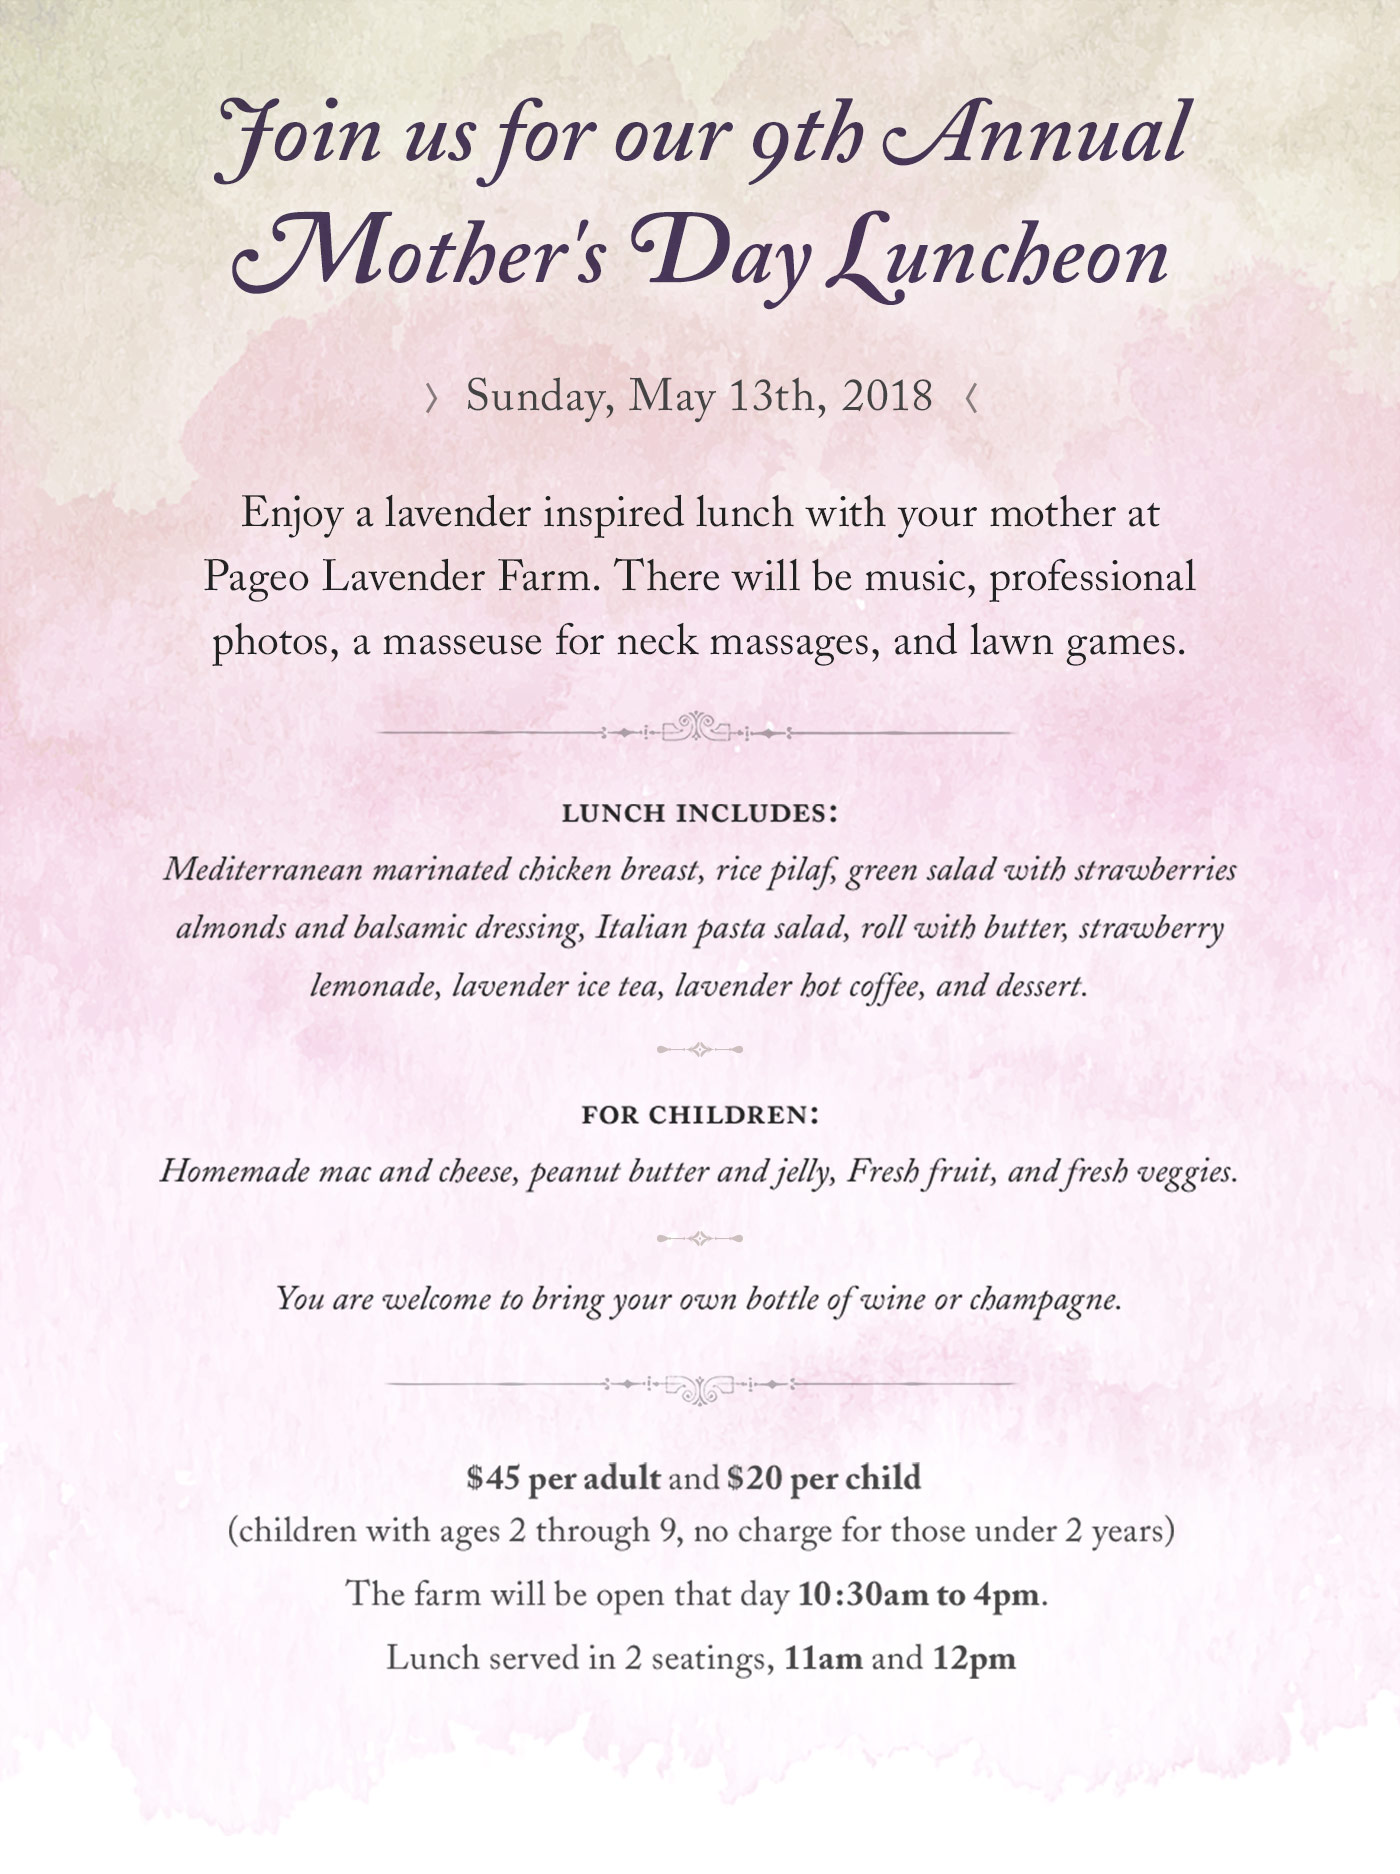 Join us for our 9th Annual
Mother's Day Luncheon
Sunday, May 13th, 2018
Enjoy a lavender inspired lunch with your mother at
Pageo Lavender Farm. There will be music, professional
photos, a masseuse for neck massages, and lawn games.
LUNCH INCLUDES:
Mediterranean marinated chicken breast, rice pilaf, green salad with strawberries
almonds and balsamic dressing, Italian pasta salad, roll with butter, strawberry
lemonade, lavender ice tea, lavender hot coffee, and dessert.
FOR CHILDREN:
Homemade mac and cheese, peanut butter and jelly, Fresh fruit, and fresh veggies.
You are welcome to bring your own bottle of wine or champagne.
$45 per adult and $20 per child
(children with ages 2 through 9, no charge for those under 2 years)
The farm will be open that day 10:30am to 4pm.
Lunch served in 2 seatings, 11am and 12pm